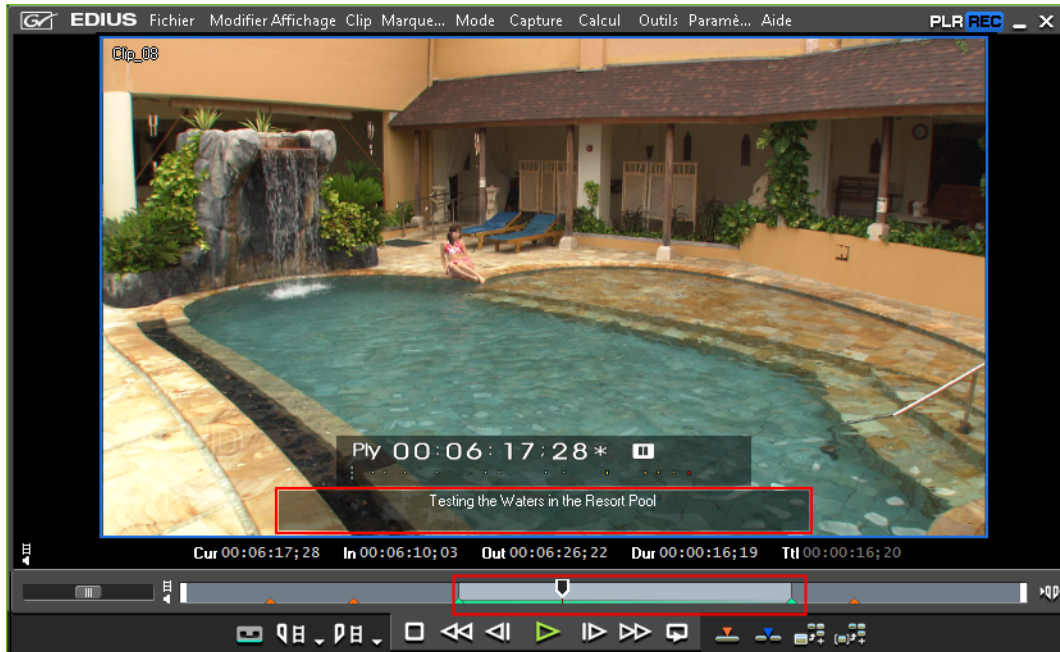 EDIUS Fichier Modifier Affichage Clip Marque... Mode Capture Calcul Outils Paramè... Aide PLR REC
Clip_08
Ply 00:06:17;28*
Testing the Waters in the Resort Pool
Cur 00:06:17;28 In 00:06:10;03 Out 00:06:26;22 Dur 00:00:16;19 Ttl 00:00:16;20